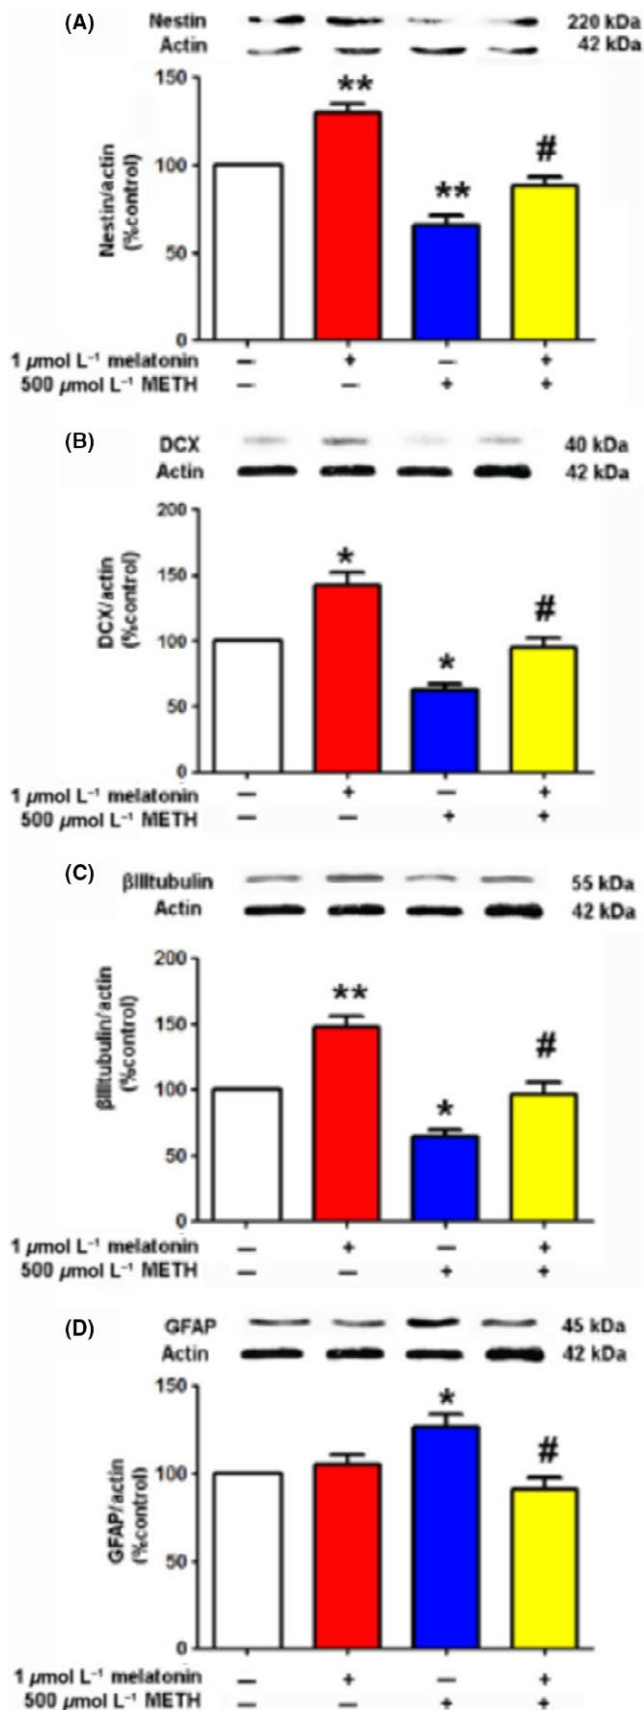 (A)
Nestin 220 kDa
Actin 42 kDa
150
**
100
**
#
50
0
Nestin/actin
(%control)
1 µmol L⁻¹ melatonin – + – +
500 µmol L⁻¹ METH – – + +
(B)
DCX 40 kDa
Actin 42 kDa
200
150
*
100
*
#
50
0
DCX/actin
(%control)
1 µmol L⁻¹ melatonin – + – +
500 µmol L⁻¹ METH – – + +
(C)
βIIItubulin 55 kDa
Actin 42 kDa
200
150
**
100
*
#
50
0
βIIItubulin/actin
(%control)
1 µmol L⁻¹ melatonin – + – +
500 µmol L⁻¹ METH – – + +
(D)
GFAP 45 kDa
Actin 42 kDa
150
*
100
#
50
0
GFAP/actin
(%control)
1 µmol L⁻¹ melatonin – + – +
500 µmol L⁻¹ METH – – + +